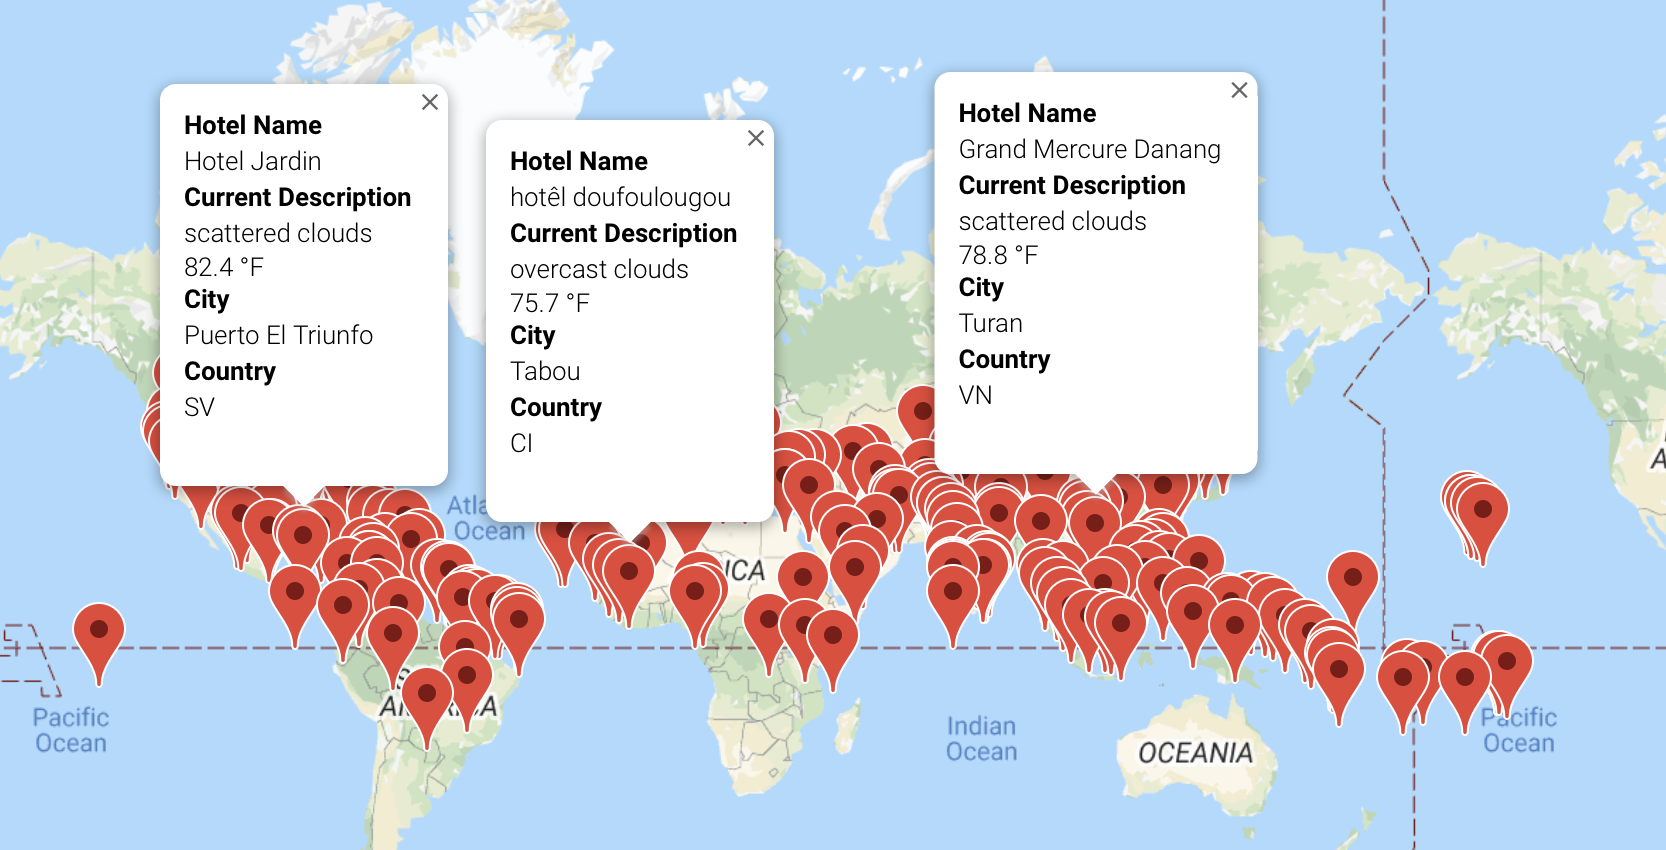 Hotel Name
Hotel Jardin
Current Description
scattered clouds
82.4 °F
City
Puerto El Triunfo
Country
SV
Hotel Name
hotêl doufoulougou
Current Description
overcast clouds
75.7 °F
City
Tabou
Country
CI
Hotel Name
Grand Mercure Danang
Current Description
scattered clouds
78.8 °F
City
Turan
Country
VN
Ocean
Pacific
Ocean
Indian
Ocean
OCEANIA
Pacific
Ocean